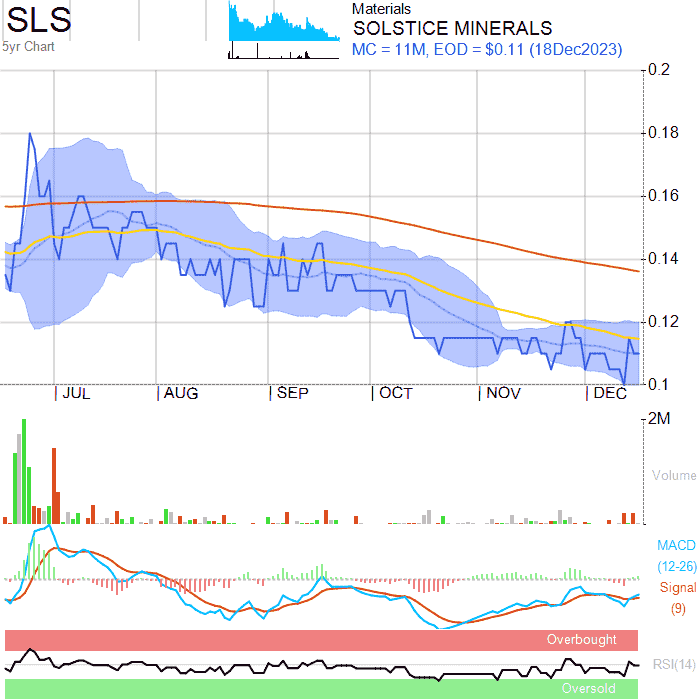 SLS
5yr Chart
Materials
SOLSTICE MINERALS
MC = 11M, EOD = $0.11 (18Dec2023)
0.2
0.18
0.16
0.14
0.12
0.1
JUL AUG SEP OCT NOV DEC
2M
Volume
MACD
(12-26)
Signal
(9)
Overbought
RSI(14)
Oversold